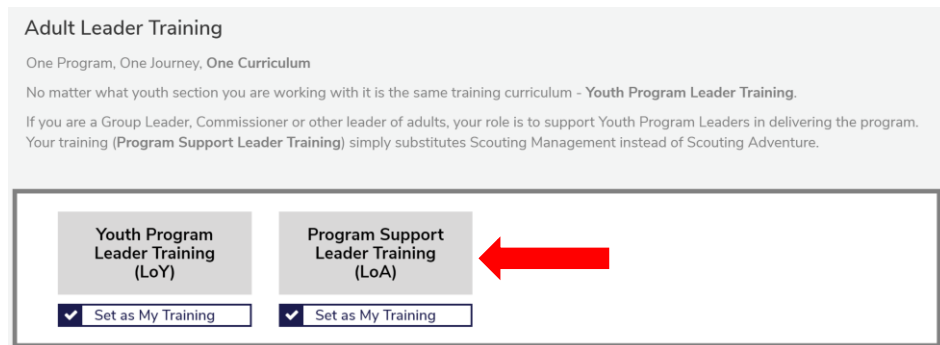 Adult Leader Training
One Program, One Journey, One Curriculum
No matter what youth section you are working with it is the same training curriculum - Youth Program Leader Training.
If you are a Group Leader, Commissioner or other leader of adults, your role is to support Youth Program Leaders in delivering the program.
Your training (Program Support Leader Training) simply substitutes Scouting Management instead of Scouting Adventure.
Youth Program
Leader Training
(LoY)
Program Support
Leader Training
(LoA)
Set as My Training
Set as My Training